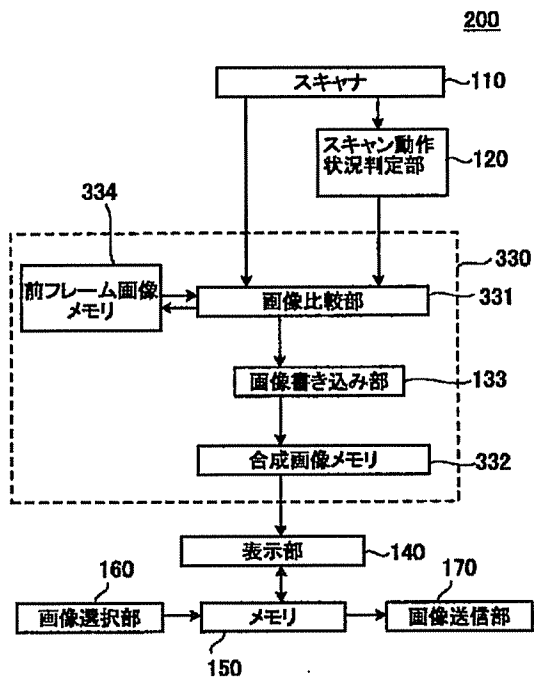 200
スキャナ
110
スキャン動作
状況判定部
120
334
330
前フレーム画像
メモリ
画像比較部
331
画像書き込み部
133
合成画像メモリ
332
表示部
140
160
170
画像選択部
メモリ
画像送信部
150